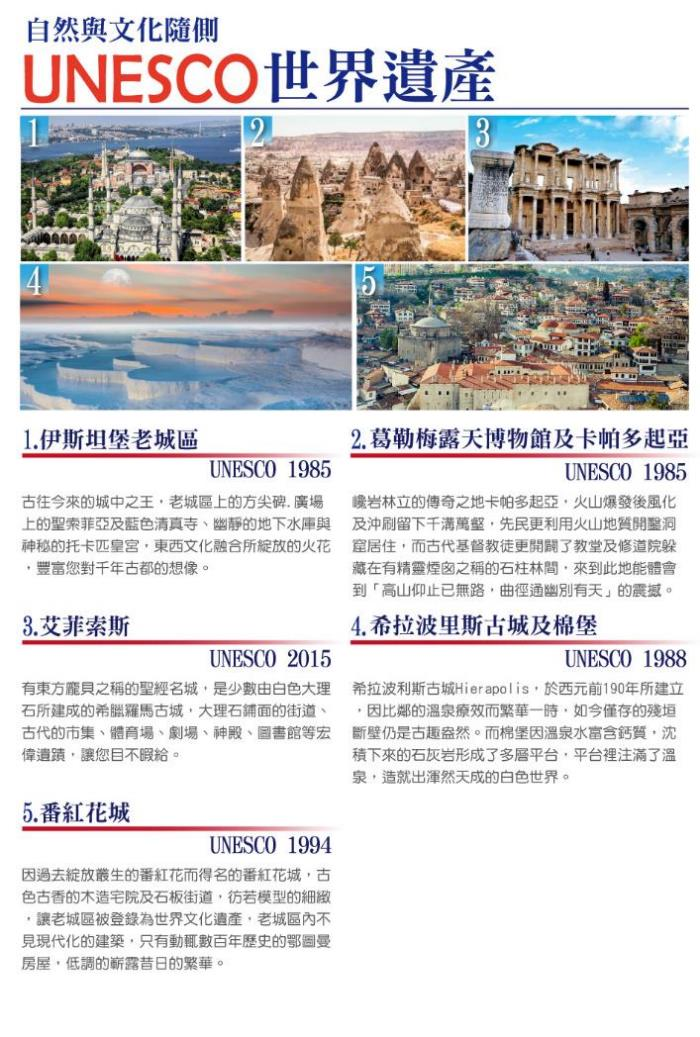 自然與文化隨側
UNESCO世界遺產
1
2
3
4
5
1.伊斯坦堡老城區
UNESCO 1985
古往今來的城中之王，老城區上的方尖碑.廣場
上的聖索菲亞及藍色清真寺、幽靜的地下水庫與
神秘的托卡匹皇宮，東西文化融合所綻放的火花
，豐富您對千年古都的想像。
2.葛勒梅露天博物館及卡帕多起亞
UNESCO 1985
巉岩林立的傳奇之地卡帕多起亞，火山爆發後風化
及沖刷留下千溝萬壑，先民更利用火山地質開鑿洞
窟居住，而古代基督教徒更開闢了教堂及修道院躲
藏在有精靈煙囪之稱的石柱林間，來到此地能體會
到「高山仰止已無路，曲徑通幽別有天」的震撼。
3.艾菲索斯
UNESCO 2015
有東方龐貝之稱的聖經名城，是少數由白色大理
石所建成的希臘羅馬古城，大理石鋪面的街道、
古代的市集、體育場、劇場、神殿、圖書館等宏
偉遺蹟，讓您目不暇給。
4.希拉波里斯古城及棉堡
UNESCO 1988
希拉波利斯古城Hierapolis，於西元前190年所建立
，因比鄰的溫泉療效而繁華一時，如今僅存的殘垣
斷壁仍是古趣盎然。而棉堡因溫泉水富含鈣質，沈
積下來的石灰岩形成了多層平台，平台裡注滿了溫
泉，造就出渾然天成的白色世界。
5.番紅花城
UNESCO 1994
因過去綻放叢生的番紅花而得名的番紅花城，古
色古香的木造宅院及石板街道，彷若模型的細緻
，讓老城區被登錄為世界文化遺產，老城區內不
見現代化的建築，只有動輒數百年歷史的鄂圖曼
房屋，低調的嶄露昔日的繁華。